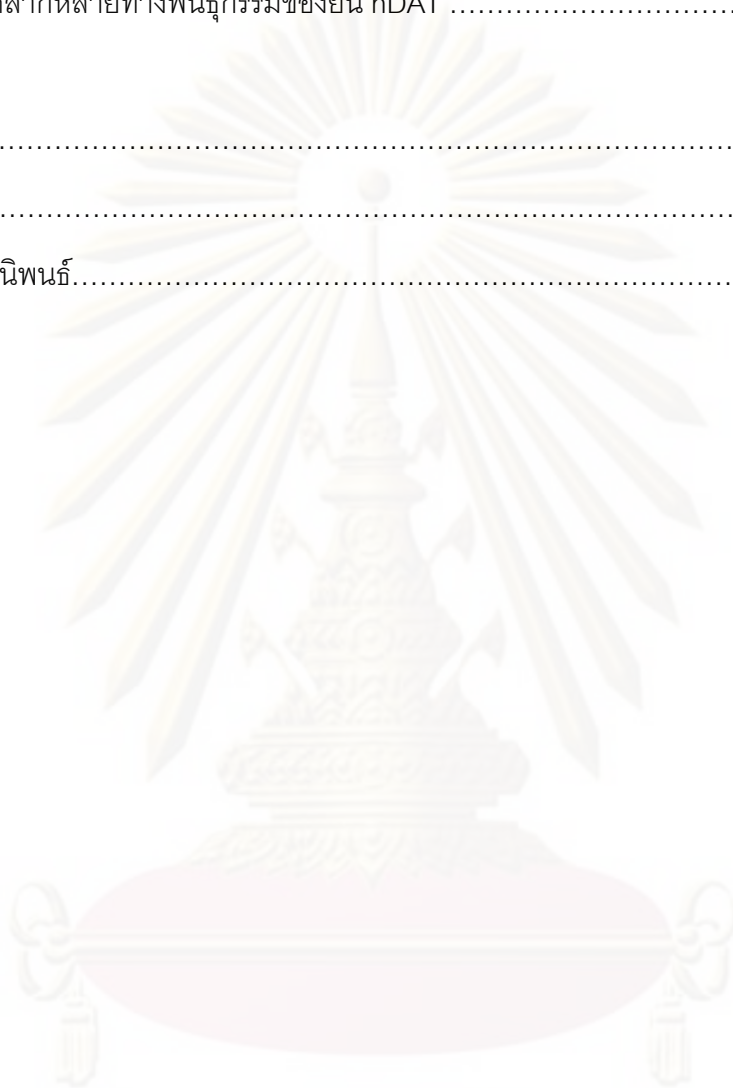 ลากหลายทางพันธุกรรมของยีน hDAT ..............................
................................................................................
................................................................................
นิพนธ์................................................................................